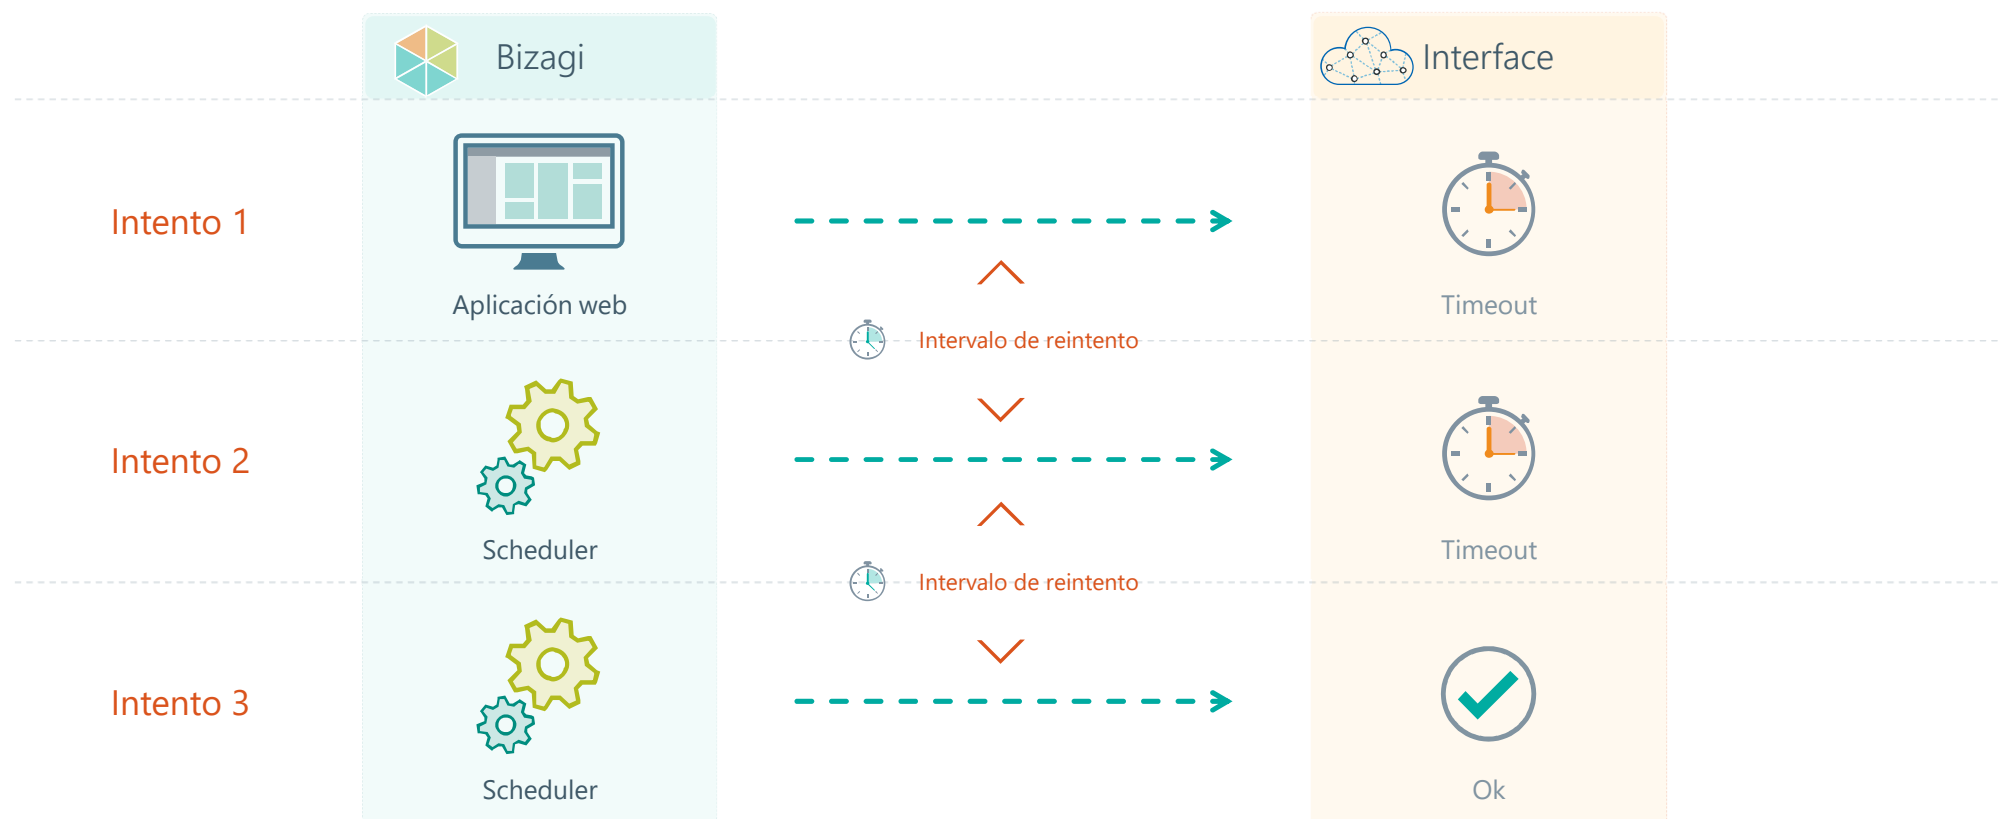 Bizagi
Interface
Intento 1
Aplicación web
Timeout
Intervalo de reintento
Intento 2
Scheduler
Timeout
Intervalo de reintento
Intento 3
Scheduler
Ok